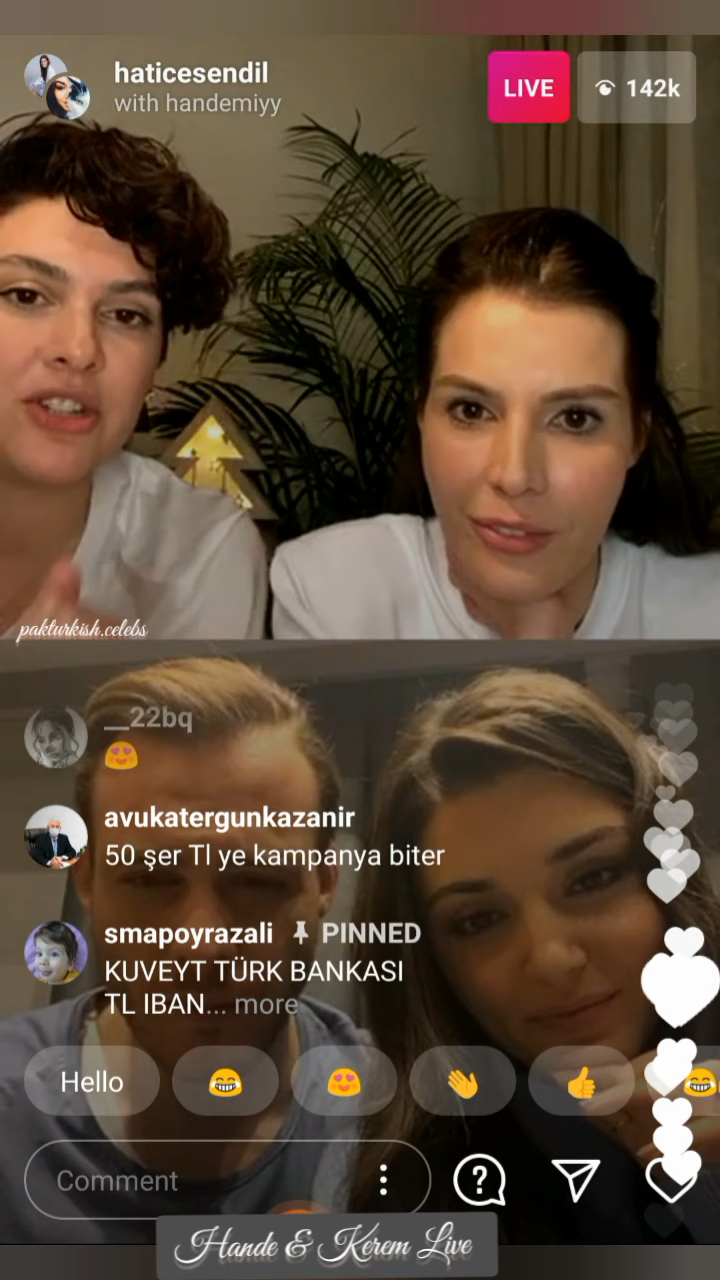 haticesendil
with handemiyy
LIVE
142k
pakturkish.celebs
__22bq
😍
avukatergunkazanir
50 şer Tl ye kampanya biter
smapoyrazali PINNED
KUVEYT TÜRK BANKASI
TL IBAN... more
Hello 😂 😍 👏 👍 😂
Comment
Hande & Kerem Live